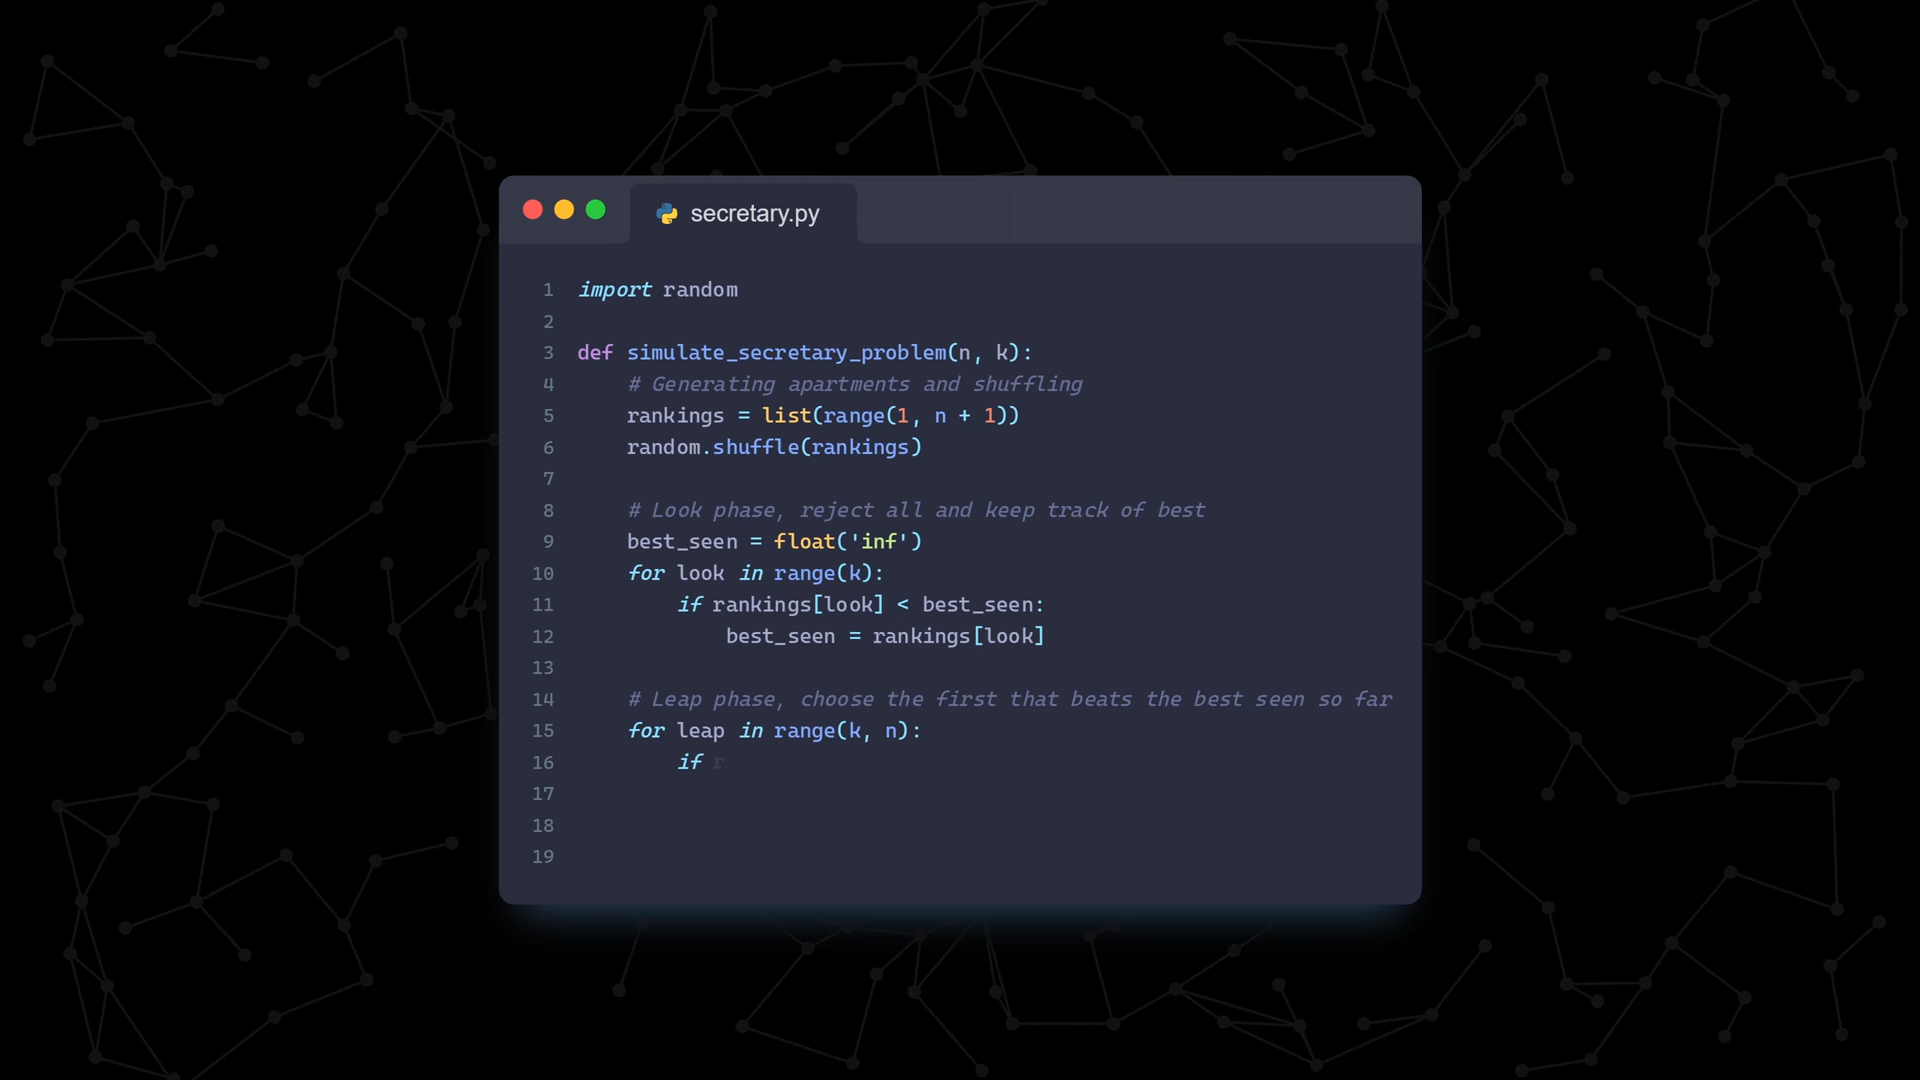 secretary.py
1 import random
2
3 def simulate_secretary_problem(n, k):
4     # Generating apartments and shuffling
5     rankings = list(range(1, n + 1))
6     random.shuffle(rankings)
7
8     # Look phase, reject all and keep track of best
9     best_seen = float('inf')
10     for look in range(k):
11         if rankings[look] < best_seen:
12             best_seen = rankings[look]
13
14     # Leap phase, choose the first that beats the best seen so far
15     for leap in range(k, n):
16         if r
17
18
19